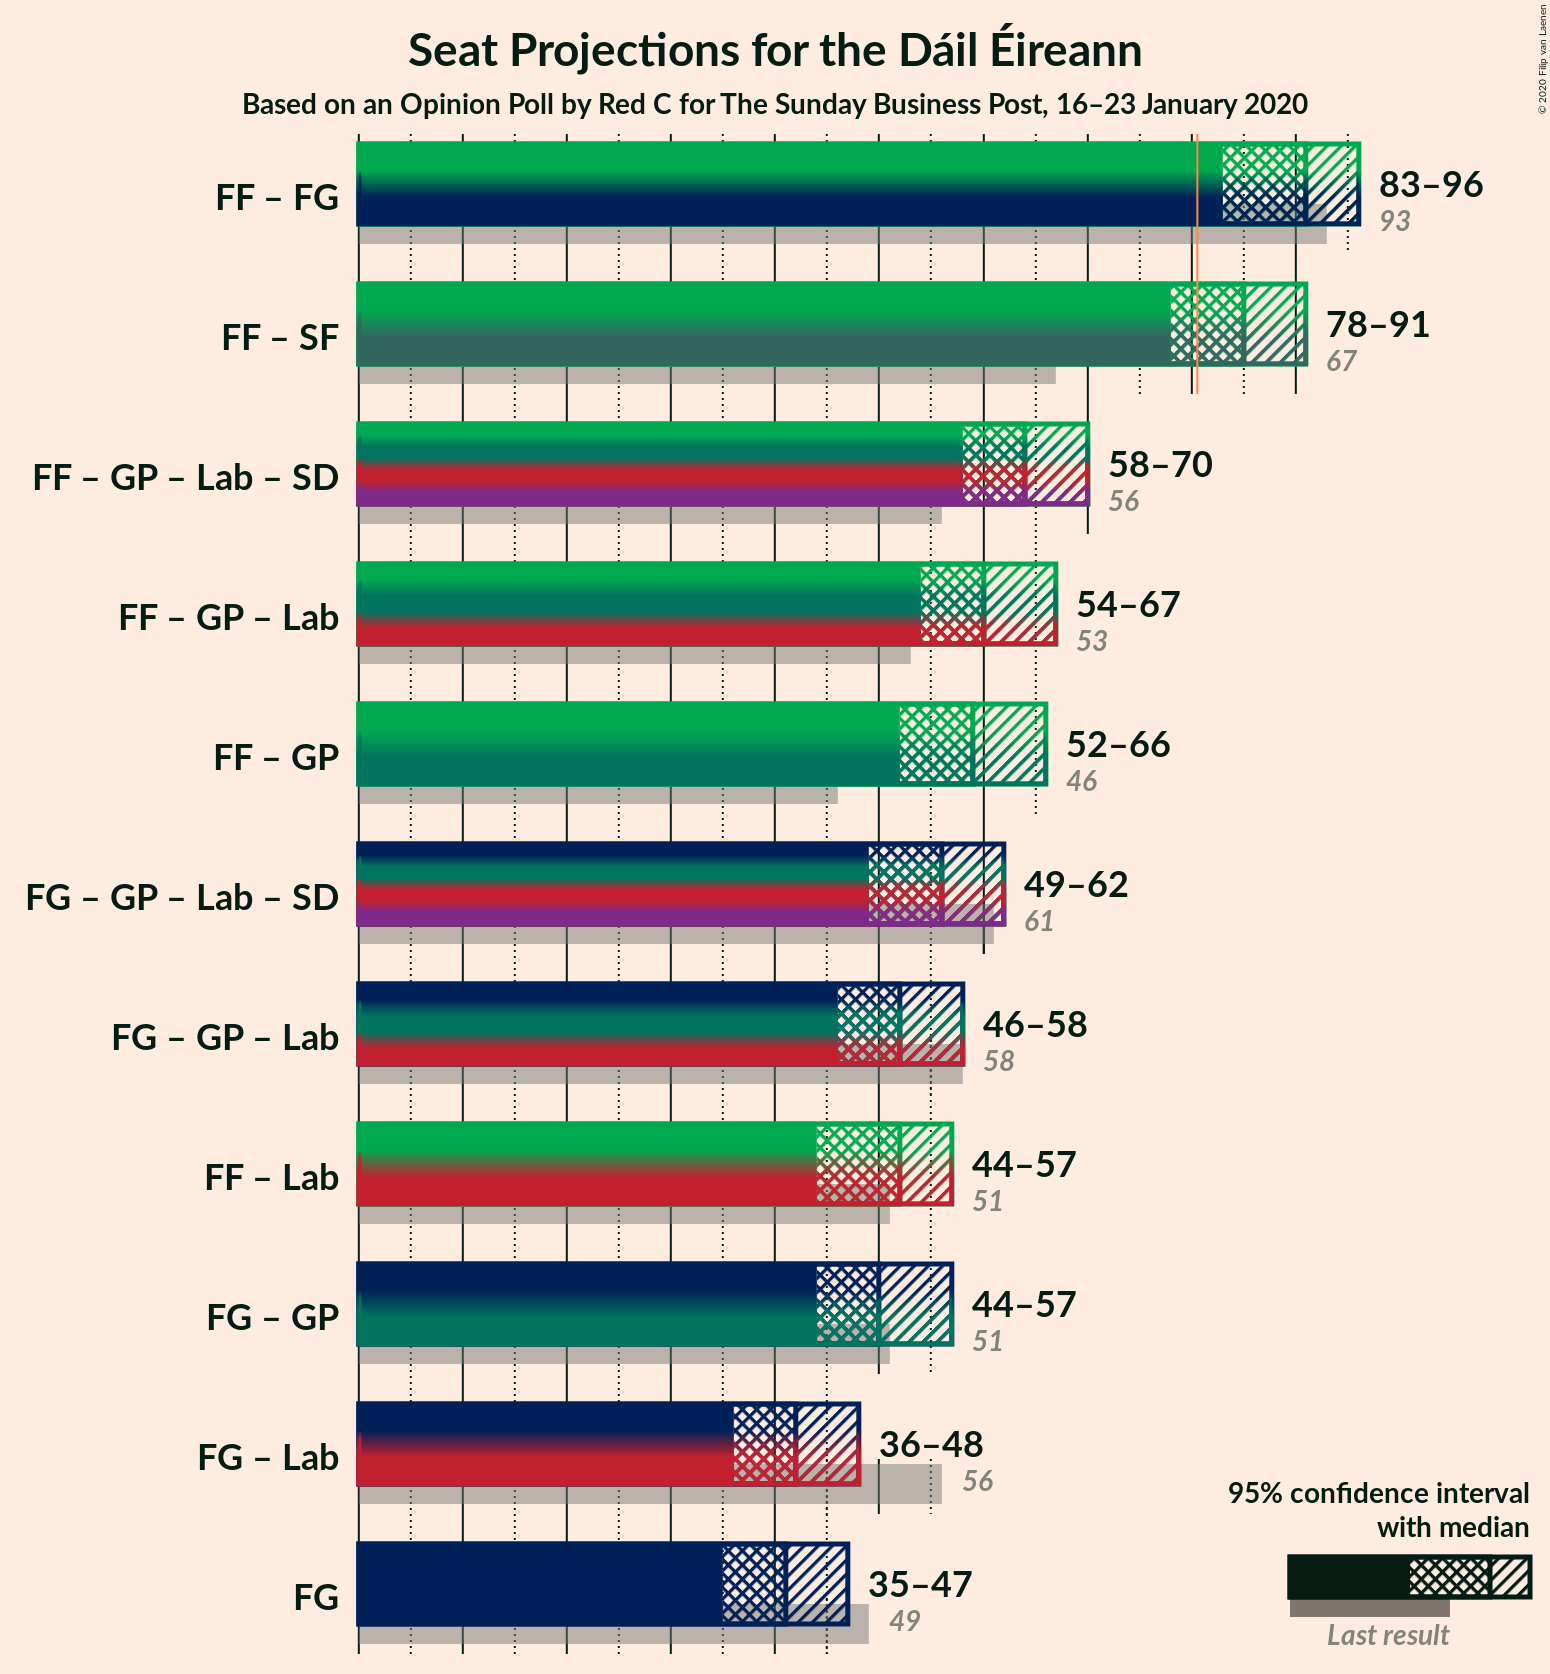 Seat Projections for the Dáil Éireann
Based on an Opinion Poll by Red C for The Sunday Business Post, 16–23 January 2020
© 2020 Filip van Laenen
FF – FG
83–96
93
FF – SF
78–91
67
FF – GP – Lab – SD
58–70
56
FF – GP – Lab
54–67
53
FF – GP
52–66
46
FG – GP – Lab – SD
49–62
61
FG – GP – Lab
46–58
58
FF – Lab
44–57
51
FG – GP
44–57
51
FG – Lab
36–48
56
FG
35–47
49
95% confidence interval
with median
Last result